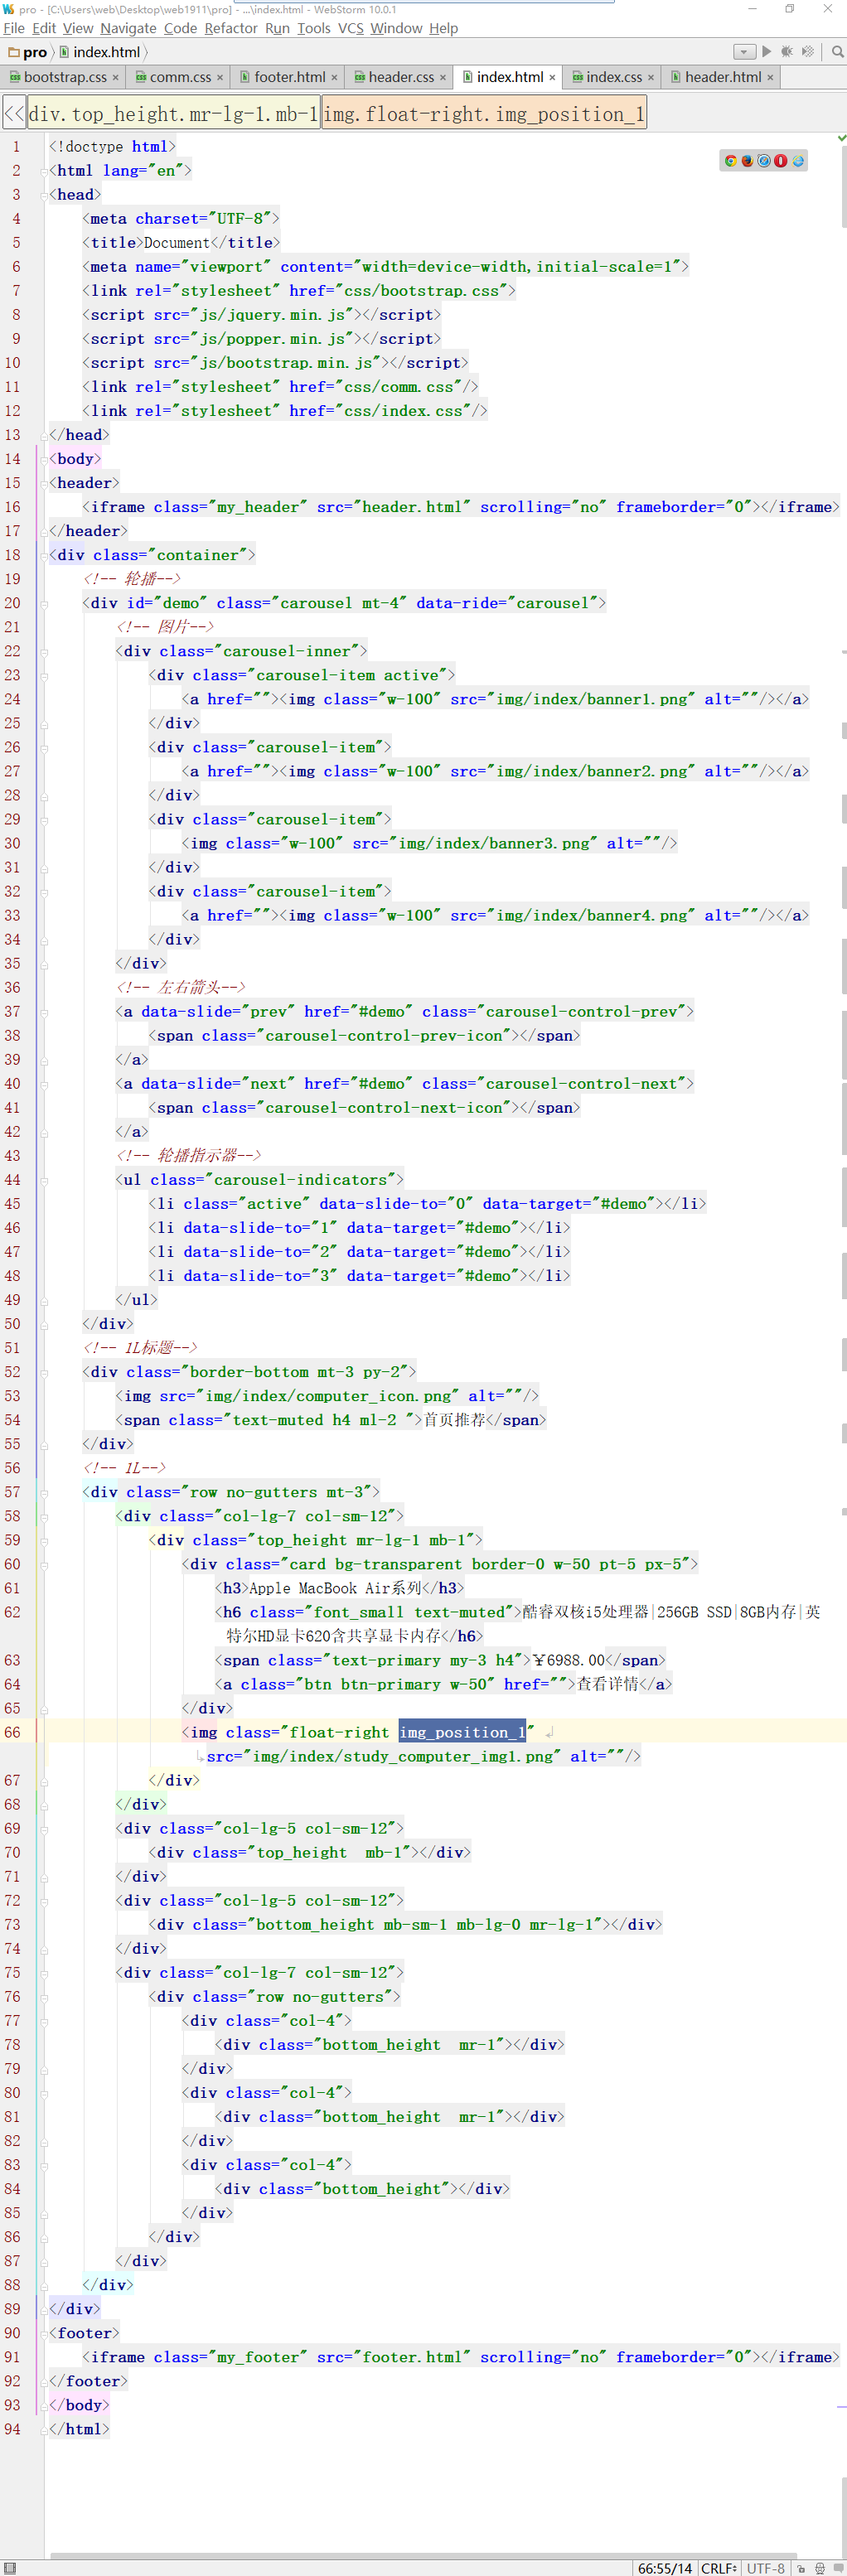 pro - [C:\Users\web\Desktop\web1911\pro] - ...\index.html - WebStorm 10.0.1
File Edit View Navigate Code Refactor Run Tools VCS Window Help
pro index.html
bootstrap.css × comm.css × footer.html × header.css × index.html × index.css × header.html ×
<< div.top_height.mr-lg-1.mb-1 img.float-right.img_position_1
1 <!doctype html>
2 <html lang="en">
3 <head>
4 <meta charset="UTF-8">
5 <title>Document</title>
6 <meta name="viewport" content="width=device-width,initial-scale=1">
7 <link rel="stylesheet" href="css/bootstrap.css">
8 <script src="js/jquery.min.js"></script>
9 <script src="js/popper.min.js"></script>
10 <script src="js/bootstrap.min.js"></script>
11 <link rel="stylesheet" href="css/comm.css"/>
12 <link rel="stylesheet" href="css/index.css"/>
13 </head>
14 <body>
15 <header>
16 <iframe class="my_header" src="header.html" scrolling="no" frameborder="0"></iframe>
17 </header>
18 <div class="container">
19 <!-- 轮播-->
20 <div id="demo" class="carousel mt-4" data-ride="carousel">
21 <!-- 图片-->
22 <div class="carousel-inner">
23 <div class="carousel-item active">
24 <a href=""><img class="w-100" src="img/index/banner1.png" alt=""/></a>
25 </div>
26 <div class="carousel-item">
27 <a href=""><img class="w-100" src="img/index/banner2.png" alt=""/></a>
28 </div>
29 <div class="carousel-item">
30 <img class="w-100" src="img/index/banner3.png" alt=""/>
31 </div>
32 <div class="carousel-item">
33 <a href=""><img class="w-100" src="img/index/banner4.png" alt=""/></a>
34 </div>
35 </div>
36 <!-- 左右箭头-->
37 <a data-slide="prev" href="#demo" class="carousel-control-prev">
38 <span class="carousel-control-prev-icon"></span>
39 </a>
40 <a data-slide="next" href="#demo" class="carousel-control-next">
41 <span class="carousel-control-next-icon"></span>
42 </a>
43 <!-- 轮播指示器-->
44 <ul class="carousel-indicators">
45 <li class="active" data-slide-to="0" data-target="#demo"></li>
46 <li data-slide-to="1" data-target="#demo"></li>
47 <li data-slide-to="2" data-target="#demo"></li>
48 <li data-slide-to="3" data-target="#demo"></li>
49 </ul>
50 </div>
51 <!-- 1L标题-->
52 <div class="border-bottom mt-3 py-2">
53 <img src="img/index/computer_icon.png" alt=""/>
54 <span class="text-muted h4 ml-2 ">首页推荐</span>
55 </div>
56 <!-- 1L-->
57 <div class="row no-gutters mt-3">
58 <div class="col-lg-7 col-sm-12">
59 <div class="top_height mr-lg-1 mb-1">
60 <div class="card bg-transparent border-0 w-50 pt-5 px-5">
61 <h3>Apple MacBook Air系列</h3>
62 <h6 class="font_small text-muted">酷睿双核i5处理器|256GB SSD|8GB内存|英
特尔HD显卡620含共享显卡内存</h6>
63 <span class="text-primary my-3 h4">￥6988.00</span>
64 <a class="btn btn-primary w-50" href="">查看详情</a>
65 </div>
66 <img class="float-right img_position_1"
src="img/index/study_computer_img1.png" alt=""/>
67 </div>
68 </div>
69 <div class="col-lg-5 col-sm-12">
70 <div class="top_height  mb-1"></div>
71 </div>
72 <div class="col-lg-5 col-sm-12">
73 <div class="bottom_height mb-sm-1 mb-lg-0 mr-lg-1"></div>
74 </div>
75 <div class="col-lg-7 col-sm-12">
76 <div class="row no-gutters">
77 <div class="col-4">
78 <div class="bottom_height  mr-1"></div>
79 </div>
80 <div class="col-4">
81 <div class="bottom_height  mr-1"></div>
82 </div>
83 <div class="col-4">
84 <div class="bottom_height"></div>
85 </div>
86 </div>
87 </div>
88 </div>
89 </div>
90 <footer>
91 <iframe class="my_footer" src="footer.html" scrolling="no" frameborder="0"></iframe>
92 </footer>
93 </body>
94 </html>
66:55/14 CRLF UTF-8